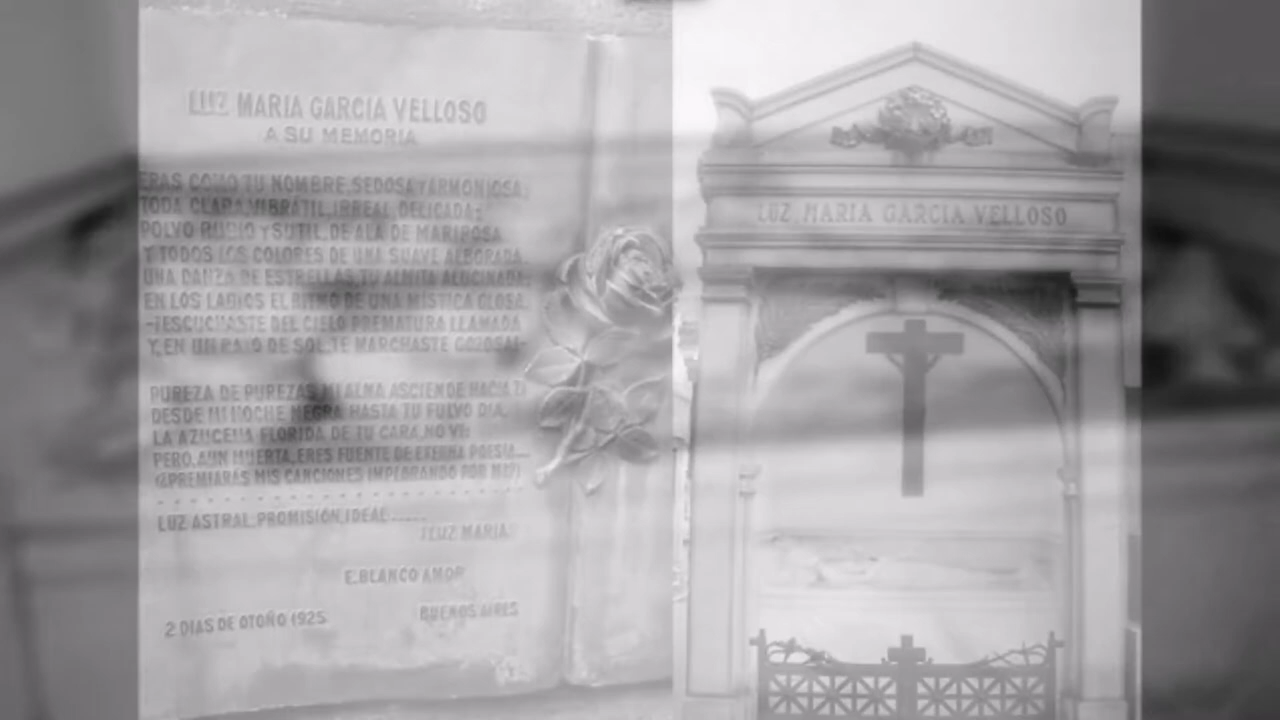 LUZ MARIA GARCIA VELLOSO
A SU MEMORIA
ERAS COMO TU NOMBRE, SEDOSA Y ARMONIOSA;
TODA CLARA, VIBRÁTIL, IRREAL, DELICADA;
POLVO RUBIO Y SUTIL, DE ALA DE MARIPOSA
Y TODOS LOS COLORES DE UNA SUAVE ALBORADA.
UNA DANZA DE ESTRELLAS, TU ALMITA ALUCINADA;
EN LOS LABIOS EL RITMO DE UNA MÍSTICA GLOSA,
-¡ESCUCHASTE DEL CIELO PREMATURA LLAMADA
Y, EN UN RAYO DE SOL, TE MARCHASTE GOZOSA!-
PUREZA DE PUREZAS, MI ALMA ASCIENDE HACIA TI
DESDE MI NOCHE NEGRA HASTA TU FULVO DIA.
LA AZUCENA FLORIDA DE TU CARA, NO VI;
PERO, AUN MUERTA, ERES FUENTE DE ETERNA POESIA...
(¿PREMIARÁS MIS CANCIONES IMPLORANDO POR MI?)
LUZ ASTRAL, PROMISIÓN, IDEAL......
¡LUZ MARIA!
E. BLANCO AMOR
2 DIAS DE OTOÑO 1925
BUENOS AIRES
LUZ MARIA GARCIA VELLOSO